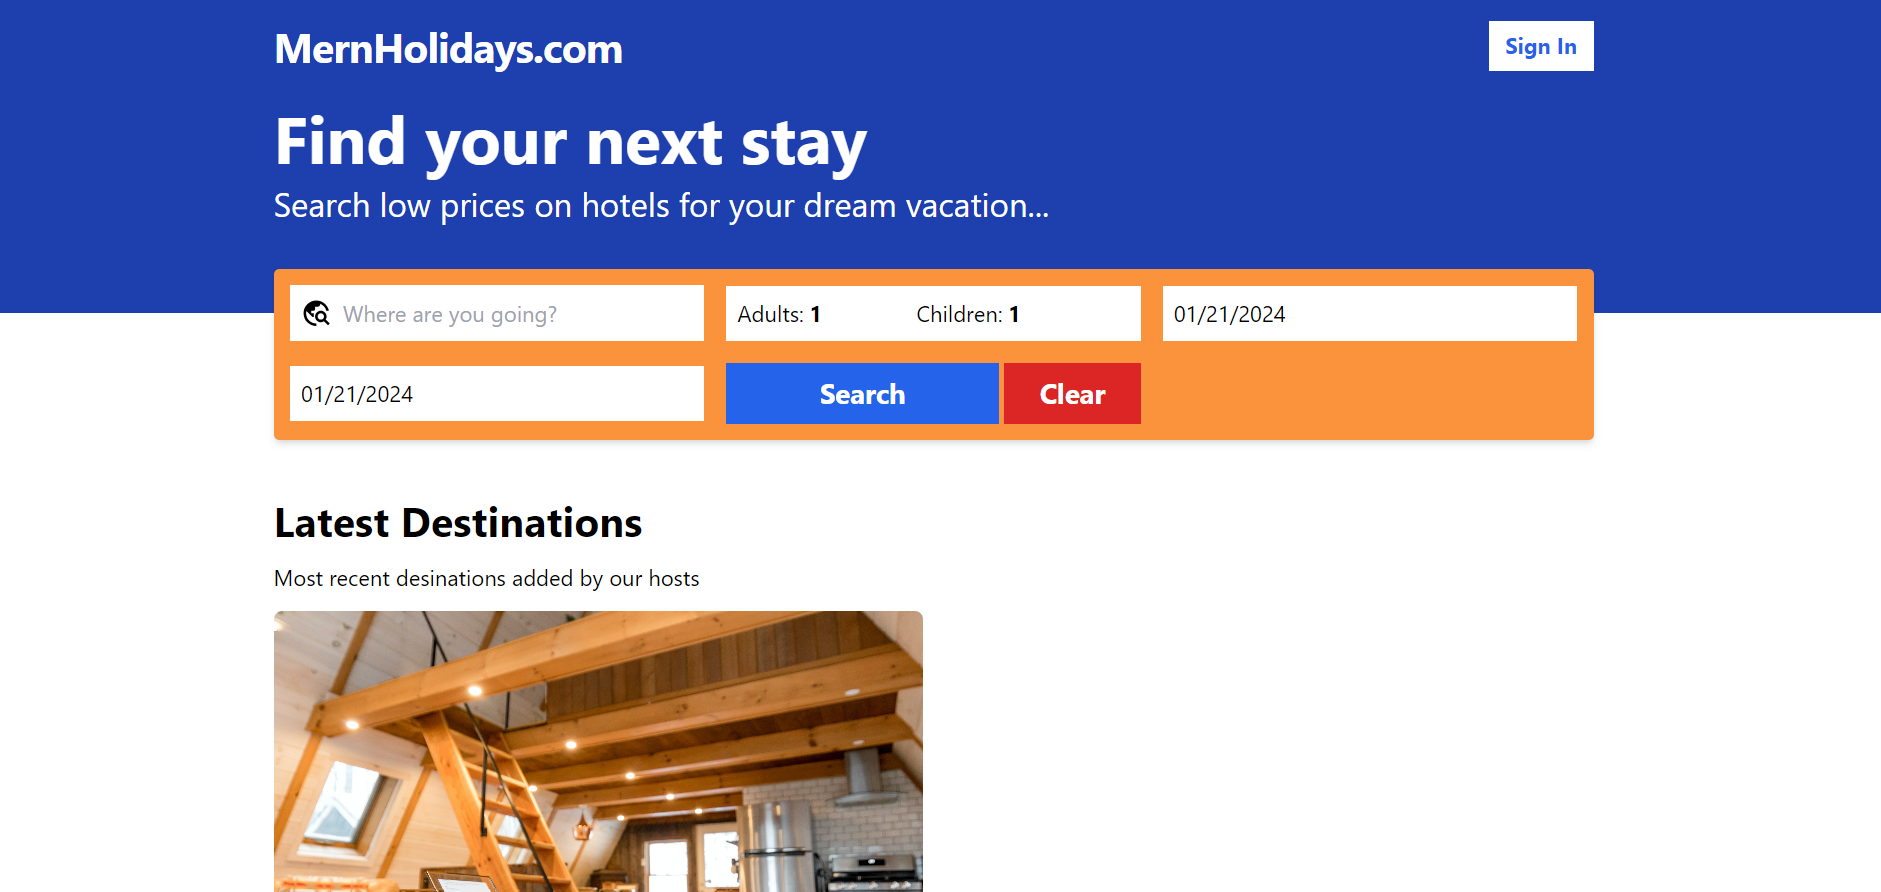 MernHolidays.com
Sign In
Find your next stay
Search low prices on hotels for your dream vacation...
Where are you going?
Adults: 1
Children: 1
01/21/2024
01/21/2024
Search
Clear
Latest Destinations
Most recent desinations added by our hosts